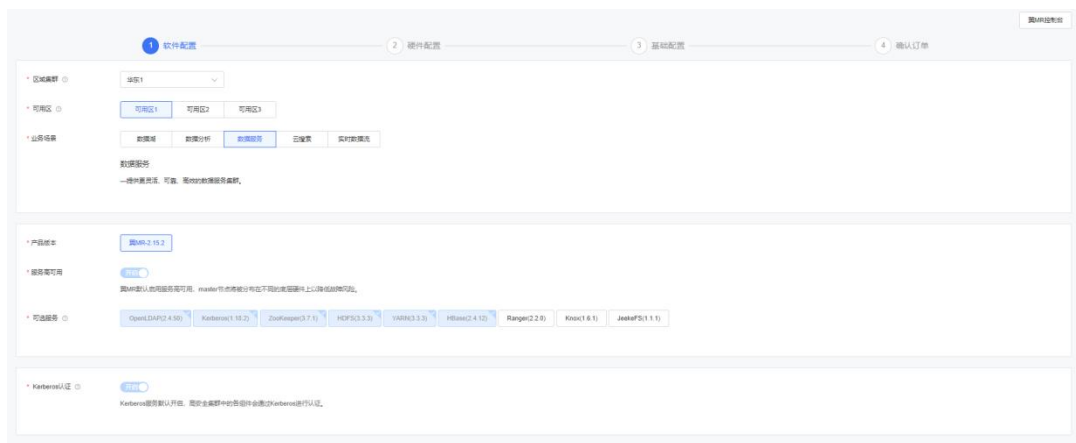 翼MR控制台
1 软件配置 2 硬件配置 3 基础配置 4 确认订单
* 区域集群 华东1
* 可用区 可用区1 可用区2 可用区3
* 业务场景 数据湖 数据分析 数据服务 云搜索 实时数据流
数据服务
—提供更灵活、可靠、高效的数据服务集群。
* 产品版本 翼MR-2.15.2
* 服务高可用 开启
翼MR默认启用服务高可用，master节点将被分布在不同的底层硬件上以降低故障风险。
* 可选服务 OpenLDAP(2.4.50) Kerberos(1.18.2) ZooKeeper(3.7.1) HDFS(3.3.3) YARN(3.3.3) HBase(2.4.12) Ranger(2.2.0) Knox(1.6.1) JeekeFS(1.1.1)
* Kerberos认证 开启
Kerberos服务默认开启，高安全集群中的各组件会通过Kerberos进行认证。